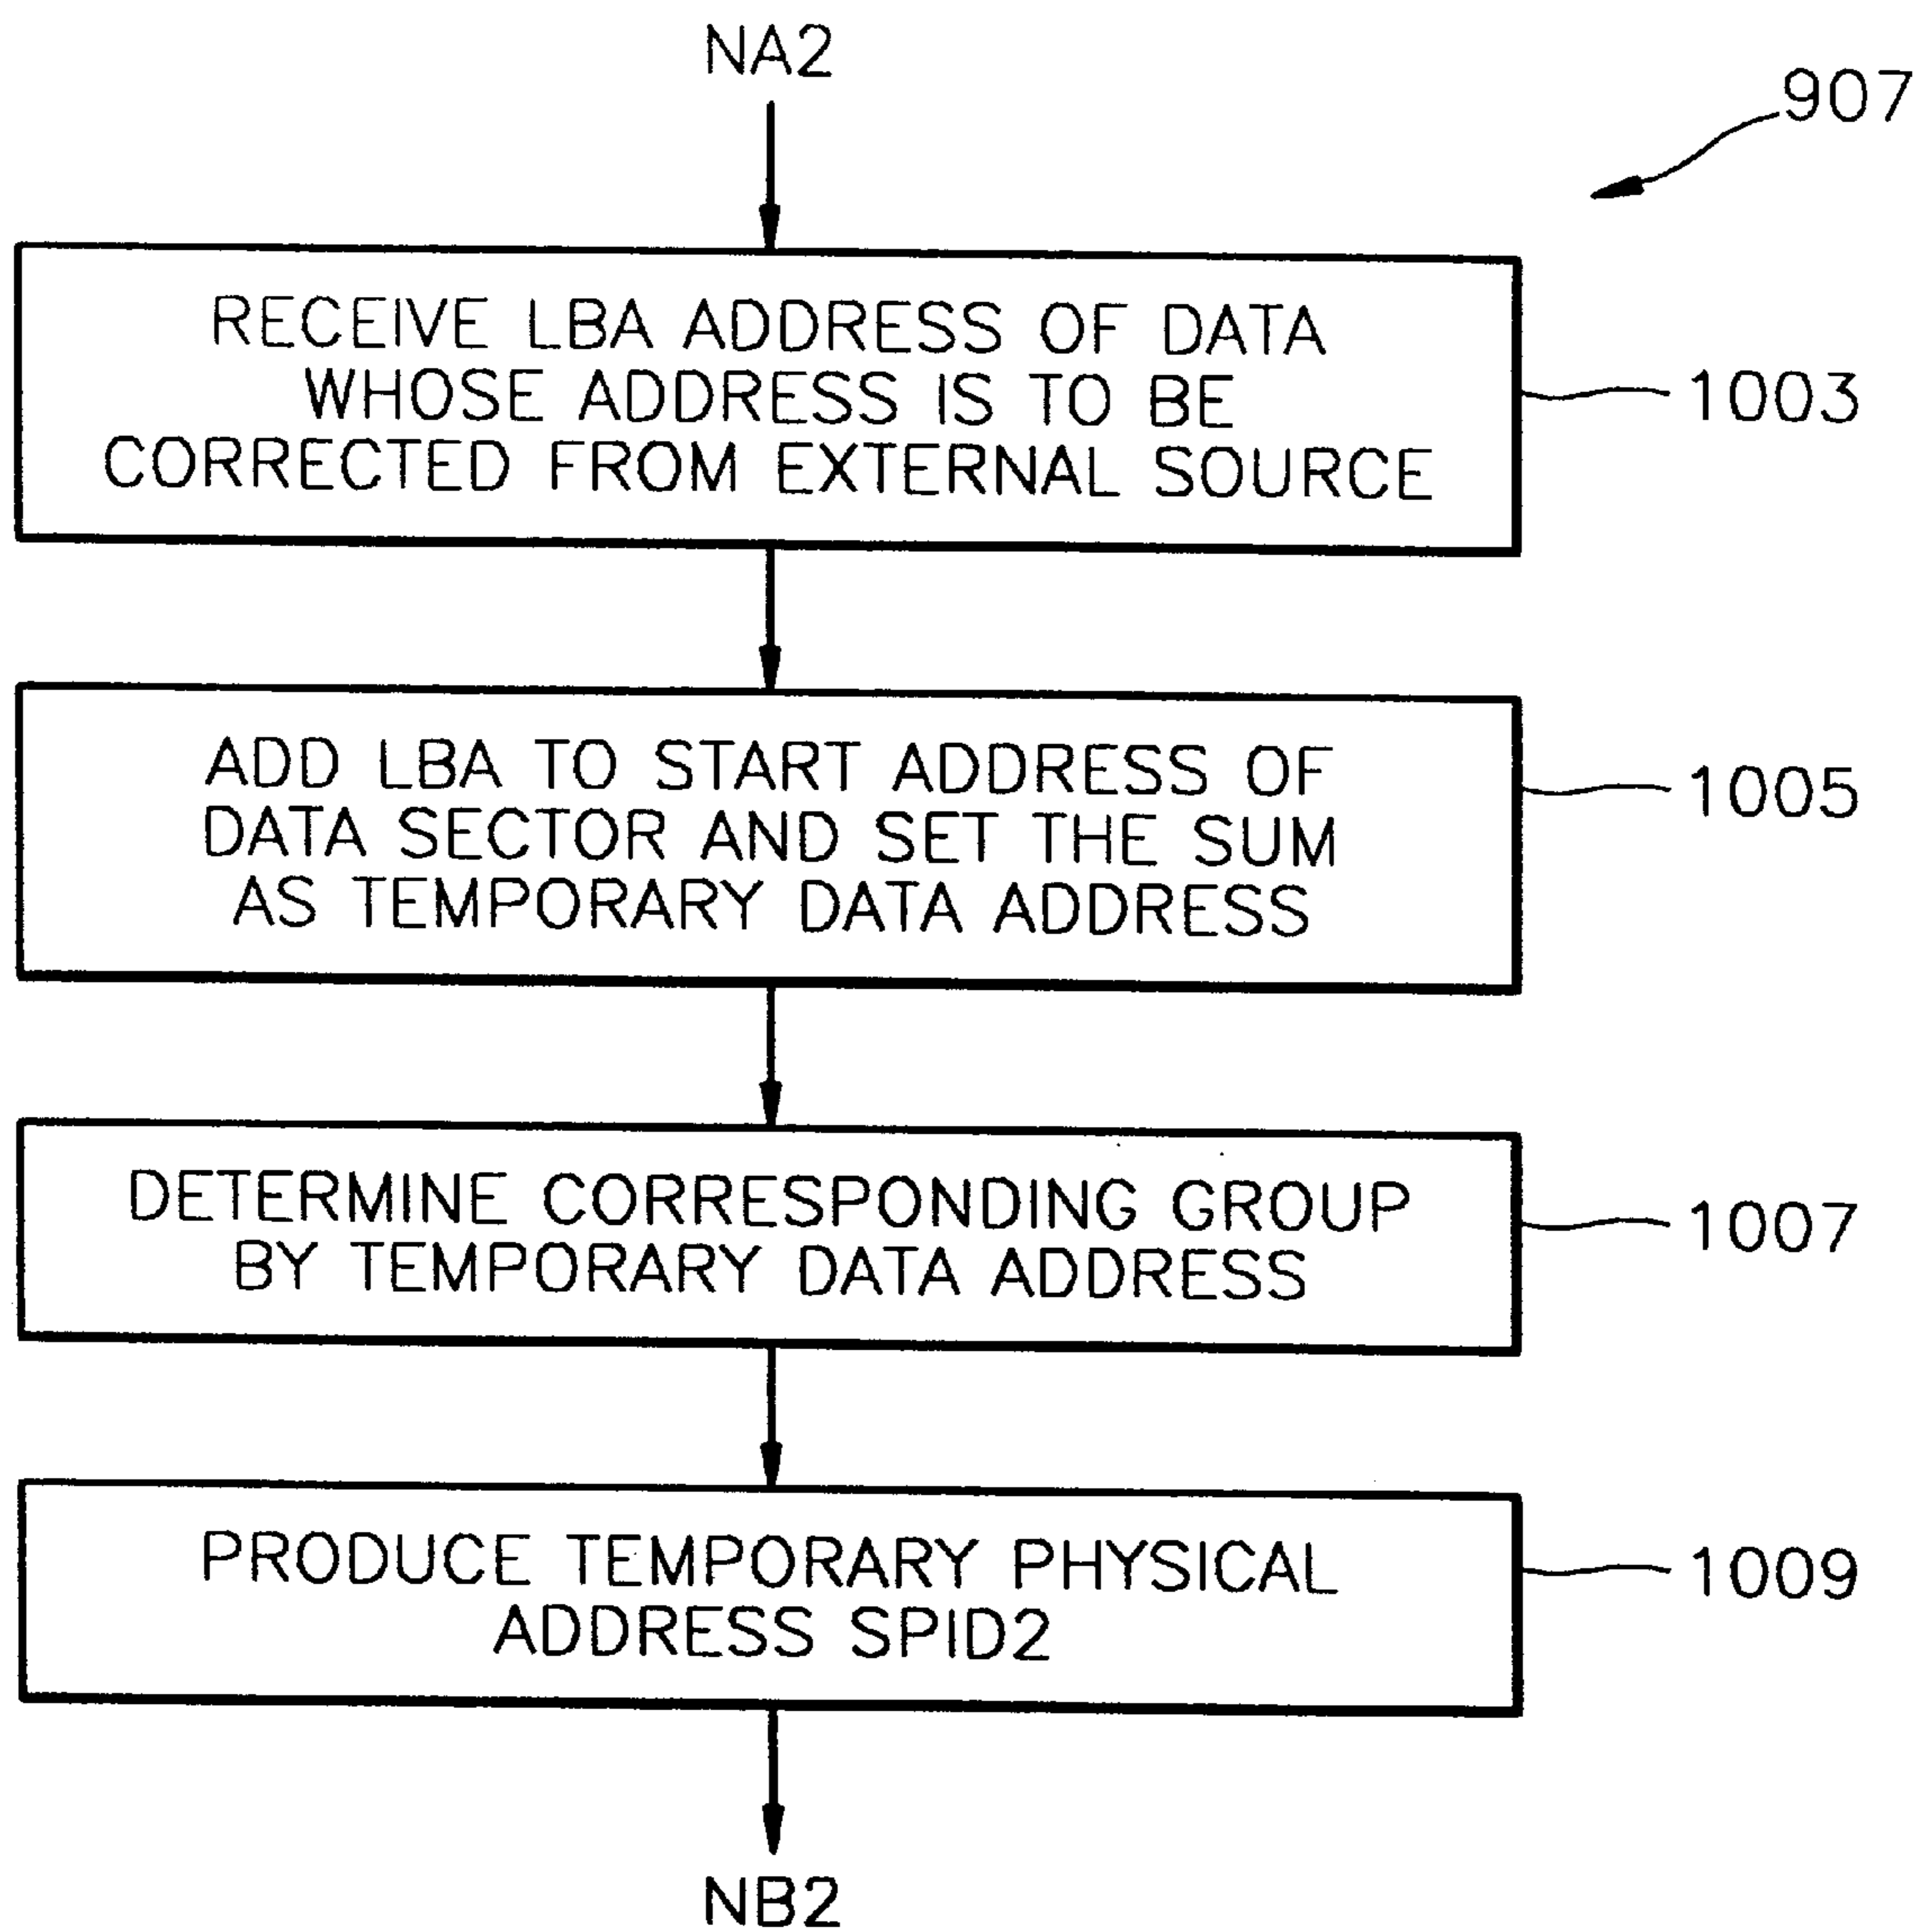 NA2
907
RECEIVE LBA ADDRESS OF DATA
WHOSE ADDRESS IS TO BE
CORRECTED FROM EXTERNAL SOURCE
1003
ADD LBA TO START ADDRESS OF
DATA SECTOR AND SET THE SUM
AS TEMPORARY DATA ADDRESS
1005
DETERMINE CORRESPONDING GROUP
BY TEMPORARY DATA ADDRESS
1007
PRODUCE TEMPORARY PHYSICAL
ADDRESS SPID2
1009
NB2